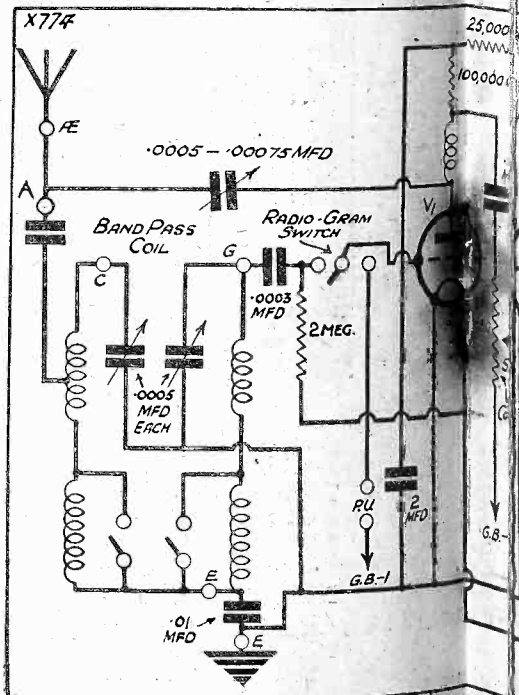 X774
25,000
100,000
Æ
.0005 – .00075 MFD
A
RADIO-GRAM
SWITCH
V1
BAND PASS
COIL
C
G
.0003
MFD
2 MEG.
.0005
MFD
EACH
P.U.
2
MFD
G.B.-1
G.B.-
E
.01
MFD
E